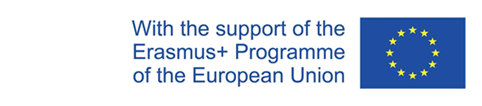 With the support of the
Erasmus+ Programme
of the European Union